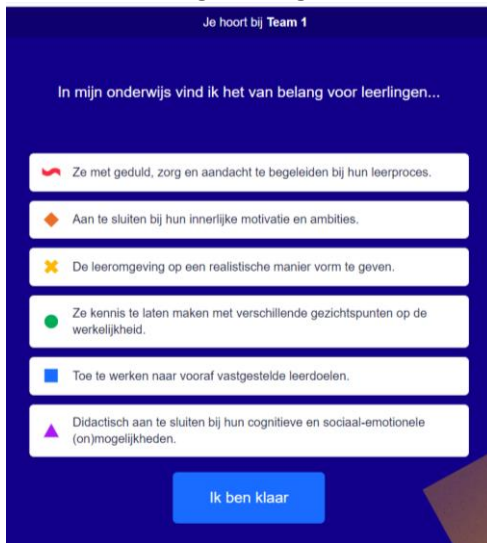 Je hoort bij Team 1
In mijn onderwijs vind ik het van belang voor leerlingen...
Ze met geduld, zorg en aandacht te begeleiden bij hun leerproces.
Aan te sluiten bij hun innerlijke motivatie en ambities.
De leeromgeving op een realistische manier vorm te geven.
Ze kennis te laten maken met verschillende gezichtspunten op de
werkelijkheid.
Toe te werken naar vooraf vastgestelde leerdoelen.
Didactisch aan te sluiten bij hun cognitieve en sociaal-emotionele
(on)mogelijkheden.
Ik ben klaar